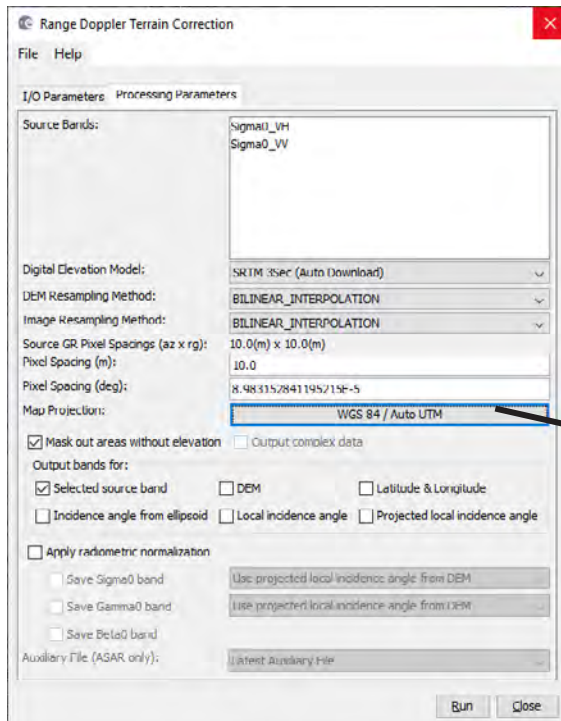 Range Doppler Terrain Correction
File Help
I/O Parameters Processing Parameters
Source Bands:
Sigma0_VH
Sigma0_VV
Digital Elevation Model: SRTM 3Sec (Auto Download)
DEM Resampling Method: BILINEAR_INTERPOLATION
Image Resampling Method: BILINEAR_INTERPOLATION
Source GR Pixel Spacings (az x rg): 10.0(m) x 10.0(m)
Pixel Spacing (m): 10.0
Pixel Spacing (deg): 8.983152841195215E-5
Map Projection: WGS 84 / Auto UTM
Mask out areas without elevation Output complex data
Output bands for:
Selected source band DEM Latitude & Longitude
Incidence angle from ellipsoid Local incidence angle Projected local incidence angle
Apply radiometric normalization
Save Sigma0 band Use projected local incidence angle from DEM
Save Gamma0 band Use projected local incidence angle from DEM
Save Beta0 band
Auxiliary File (ASAR only): Latest Auxiliary File
Run Close